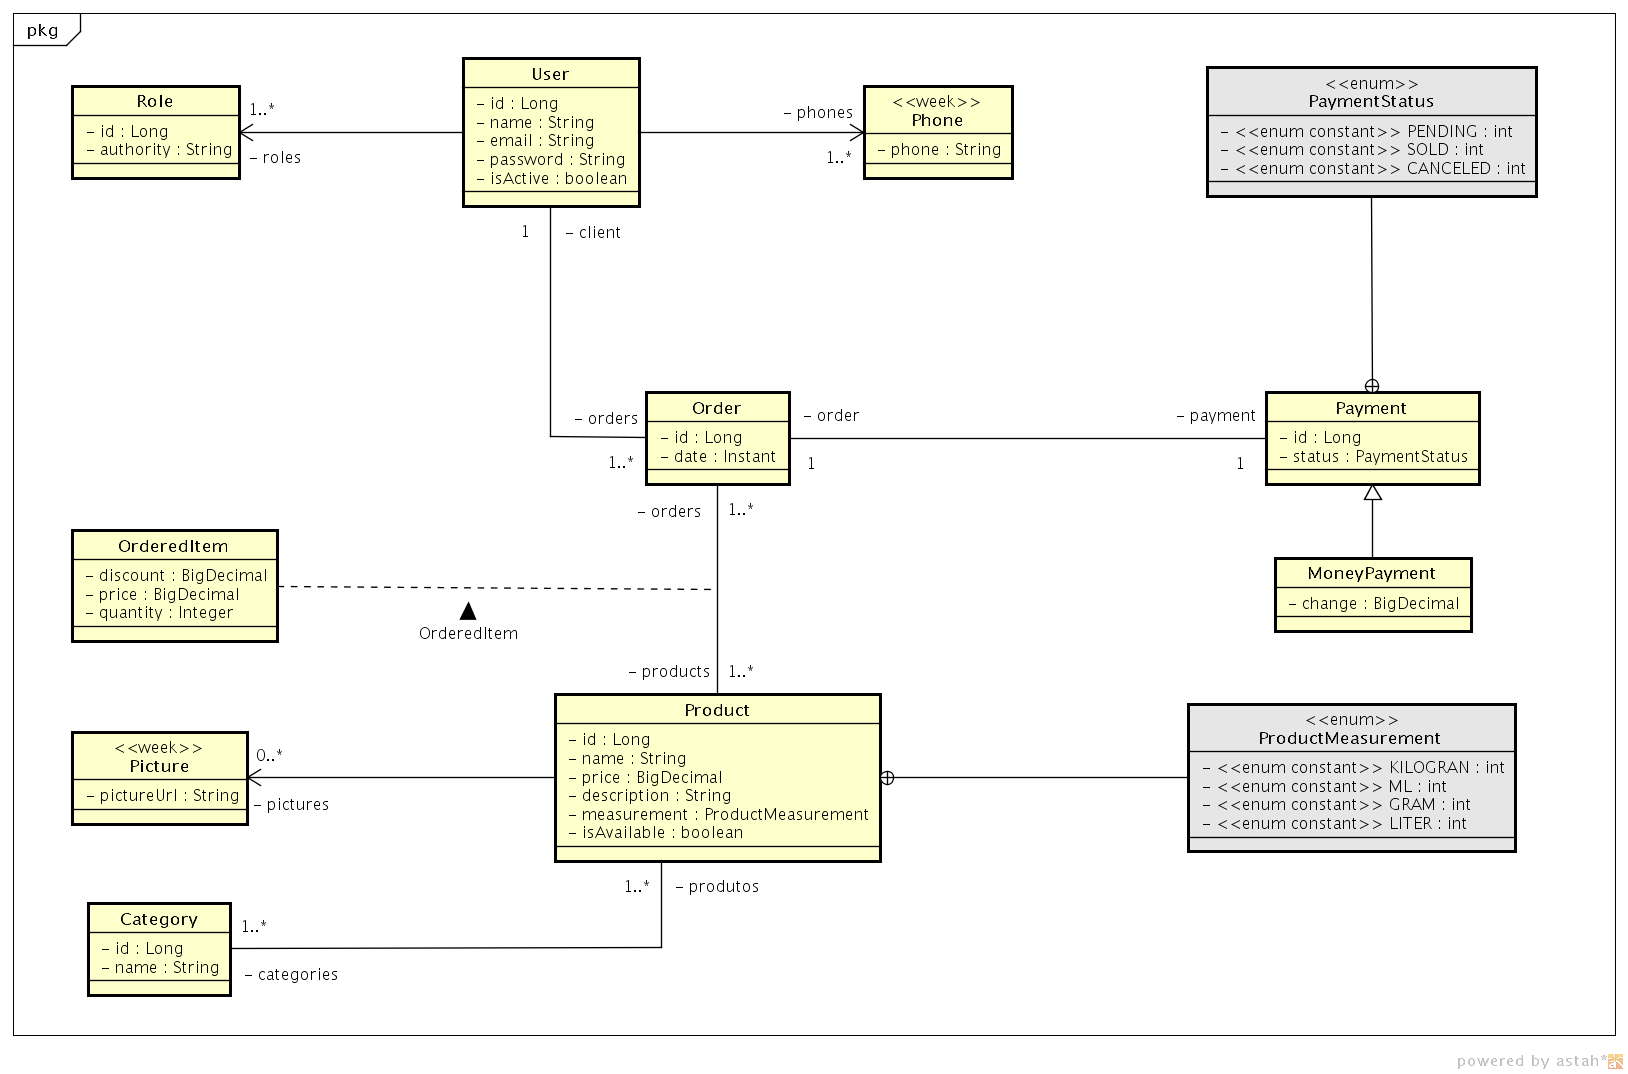 pkg
Role
- id : Long
- authority : String
1..*
- roles
User
- id : Long
- name : String
- email : String
- password : String
- isActive : boolean
- phones
1..*
<<week>>
Phone
- phone : String
<<enum>>
PaymentStatus
- <<enum constant>> PENDING : int
- <<enum constant>> SOLD : int
- <<enum constant>> CANCELED : int
1
- client
- orders
1..*
Order
- id : Long
- date : Instant
- order
1
- payment
1
Payment
- id : Long
- status : PaymentStatus
- orders
1..*
OrderedItem
- discount : BigDecimal
- price : BigDecimal
- quantity : Integer
OrderedItem
MoneyPayment
- change : BigDecimal
- products
1..*
<<week>>
Picture
- pictureUrl : String
0..*
- pictures
Product
- id : Long
- name : String
- price : BigDecimal
- description : String
- measurement : ProductMeasurement
- isAvailable : boolean
<<enum>>
ProductMeasurement
- <<enum constant>> KILOGRAN : int
- <<enum constant>> ML : int
- <<enum constant>> GRAM : int
- <<enum constant>> LITER : int
1..*
- produtos
Category
- id : Long
- name : String
1..*
- categories
powered by astah*